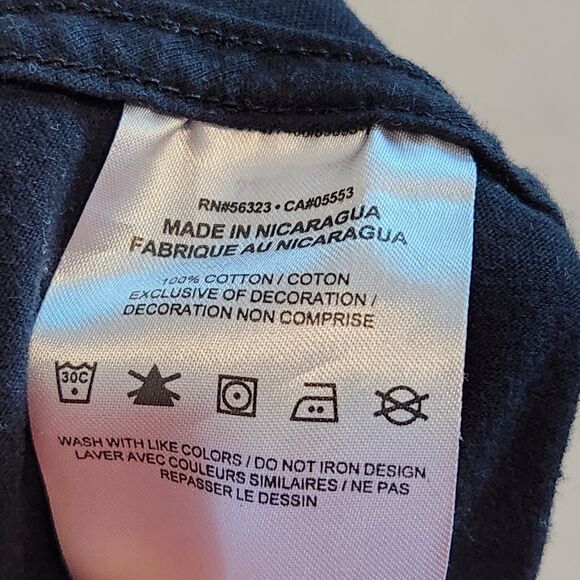 RN#56323 • CA#05553
MADE IN NICARAGUA
FABRIQUE AU NICARAGUA
100% COTTON / COTON
EXCLUSIVE OF DECORATION /
DECORATION NON COMPRISE
30C
WASH WITH LIKE COLORS / DO NOT IRON DESIGN
LAVER AVEC COULEURS SIMILAIRES / NE PAS
REPASSER LE DESSIN